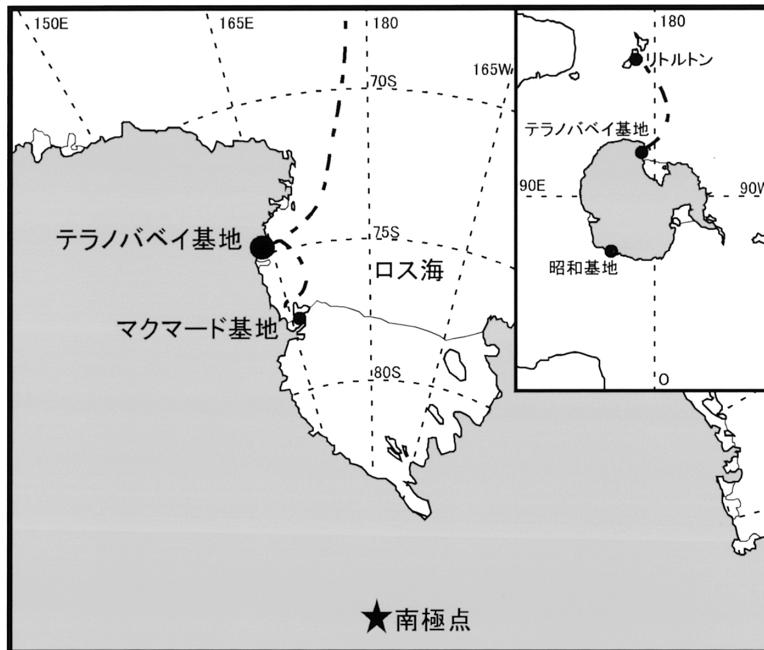 150E
165E
180
165W
70S
75S
テラノバベイ基地
ロス海
マクマード基地
80S
南極点
180
リトルトン
テラノバベイ基地
90E
90W
昭和基地
0